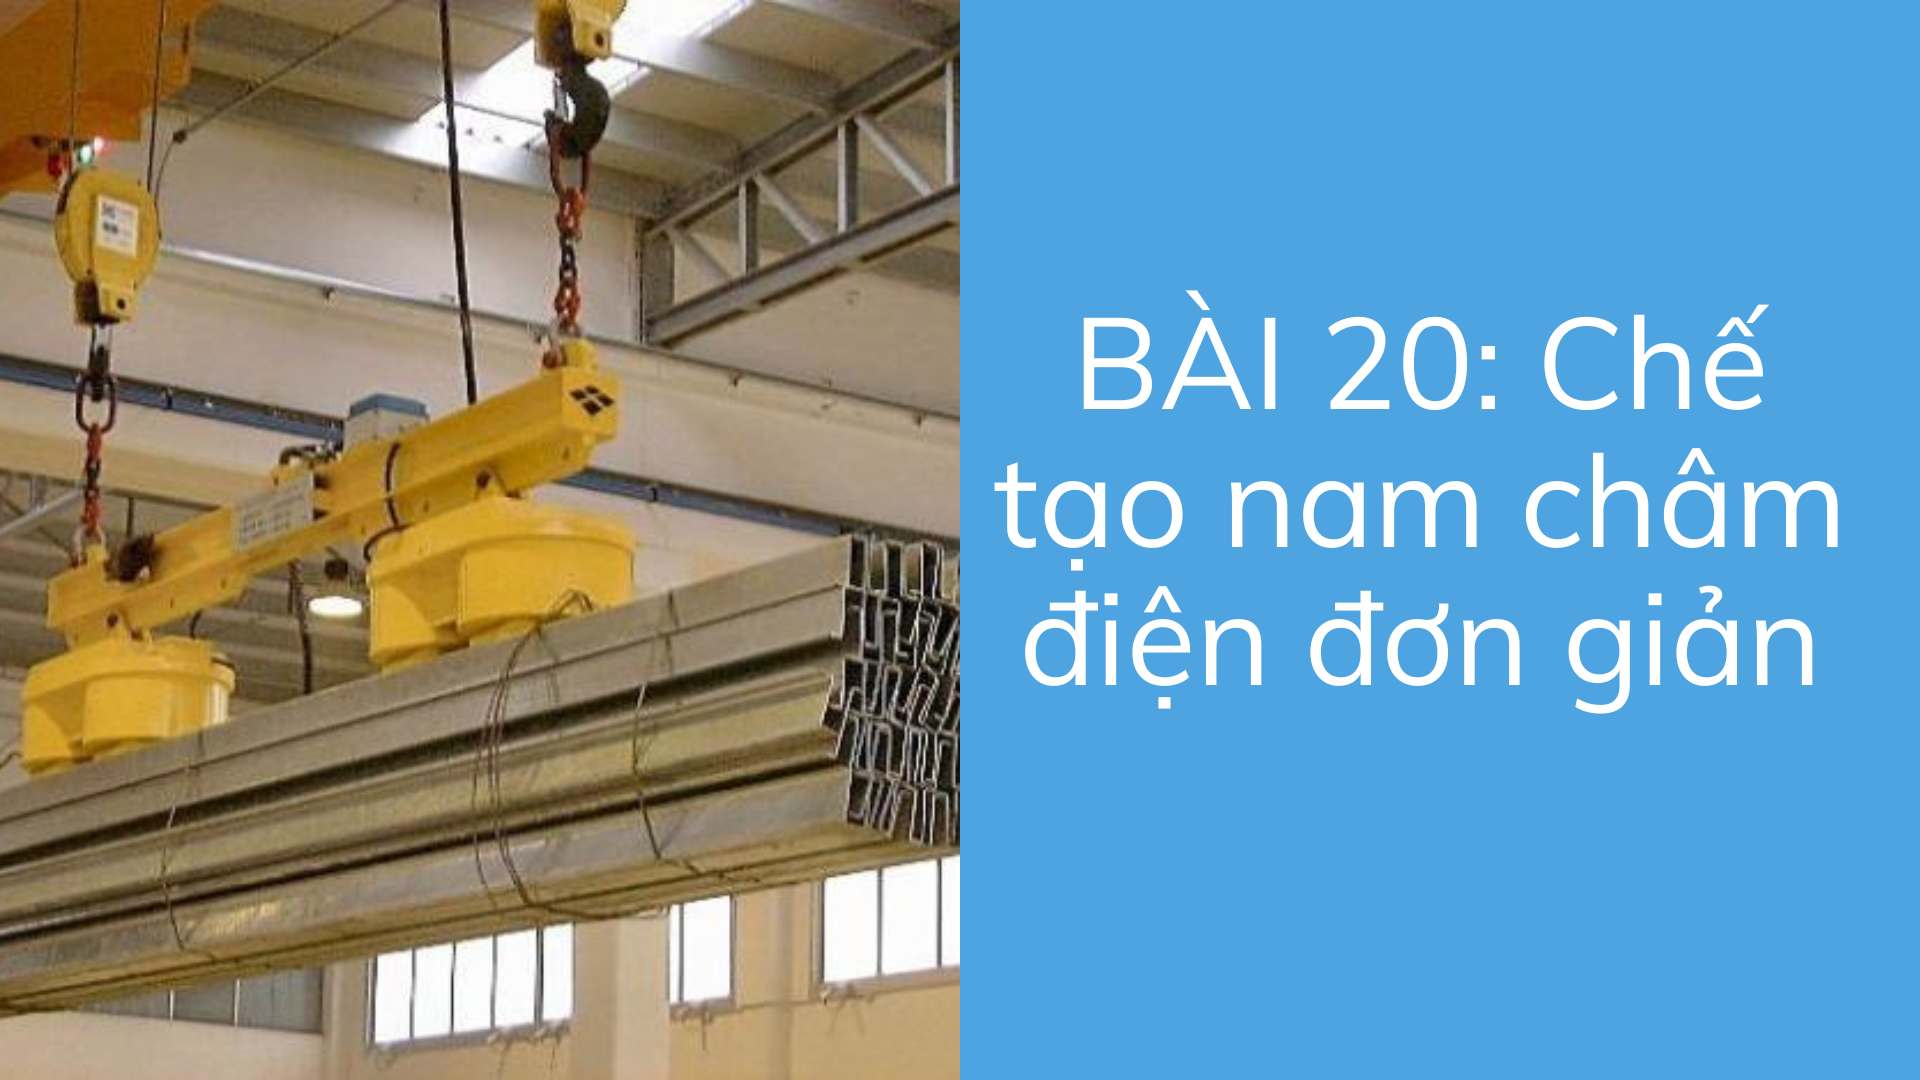 BÀI 20: Chế
tạo nam châm
điện đơn giản